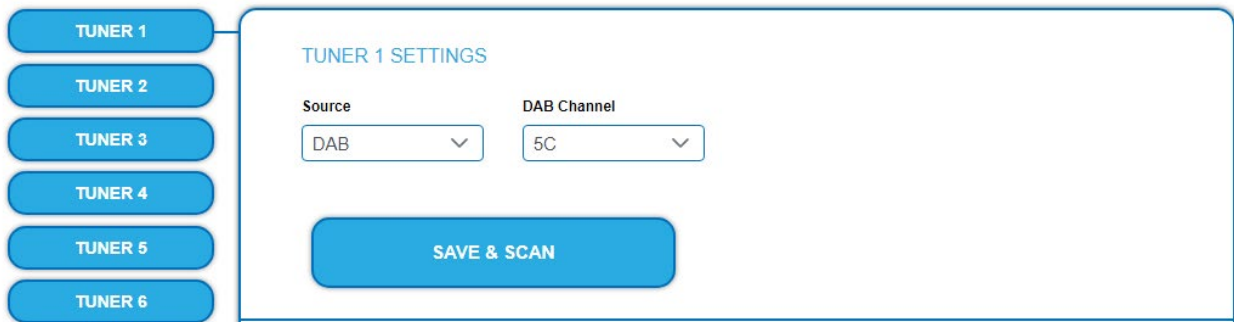 TUNER 1
TUNER 2
TUNER 3
TUNER 4
TUNER 5
TUNER 6
TUNER 1 SETTINGS
Source DAB Channel
DAB 5C
SAVE & SCAN